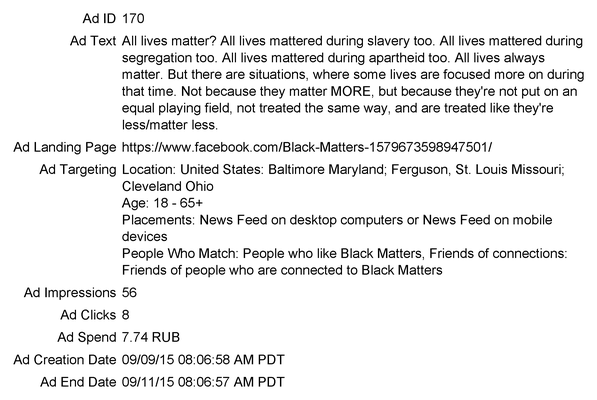 Ad ID 170
Ad Text All lives matter? All lives mattered during slavery too. All lives mattered during
segregation too. All lives mattered during apartheid too. All lives always
matter. But there are situations, where some lives are focused more on during
that time. Not because they matter MORE, but because they're not put on an
equal playing field, not treated the same way, and are treated like they're
less/matter less.
Ad Landing Page https://www.facebook.com/Black-Matters-1579673598947501/
Ad Targeting Location: United States: Baltimore Maryland; Ferguson, St. Louis Missouri;
Cleveland Ohio
Age: 18 - 65+
Placements: News Feed on desktop computers or News Feed on mobile
devices
People Who Match: People who like Black Matters, Friends of connections:
Friends of people who are connected to Black Matters
Ad Impressions 56
Ad Clicks 8
Ad Spend 7.74 RUB
Ad Creation Date 09/09/15 08:06:58 AM PDT
Ad End Date 09/11/15 08:06:57 AM PDT